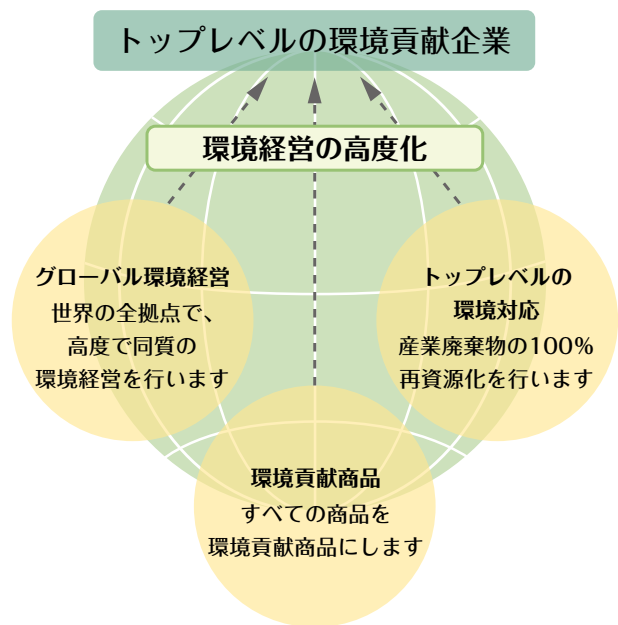 トップレベルの環境貢献企業
環境経営の高度化
グローバル環境経営
世界の全拠点で、
高度で同質の
環境経営を行います
トップレベルの
環境対応
産業廃棄物の100%
再資源化を行います
環境貢献商品
すべての商品を
環境貢献商品にします